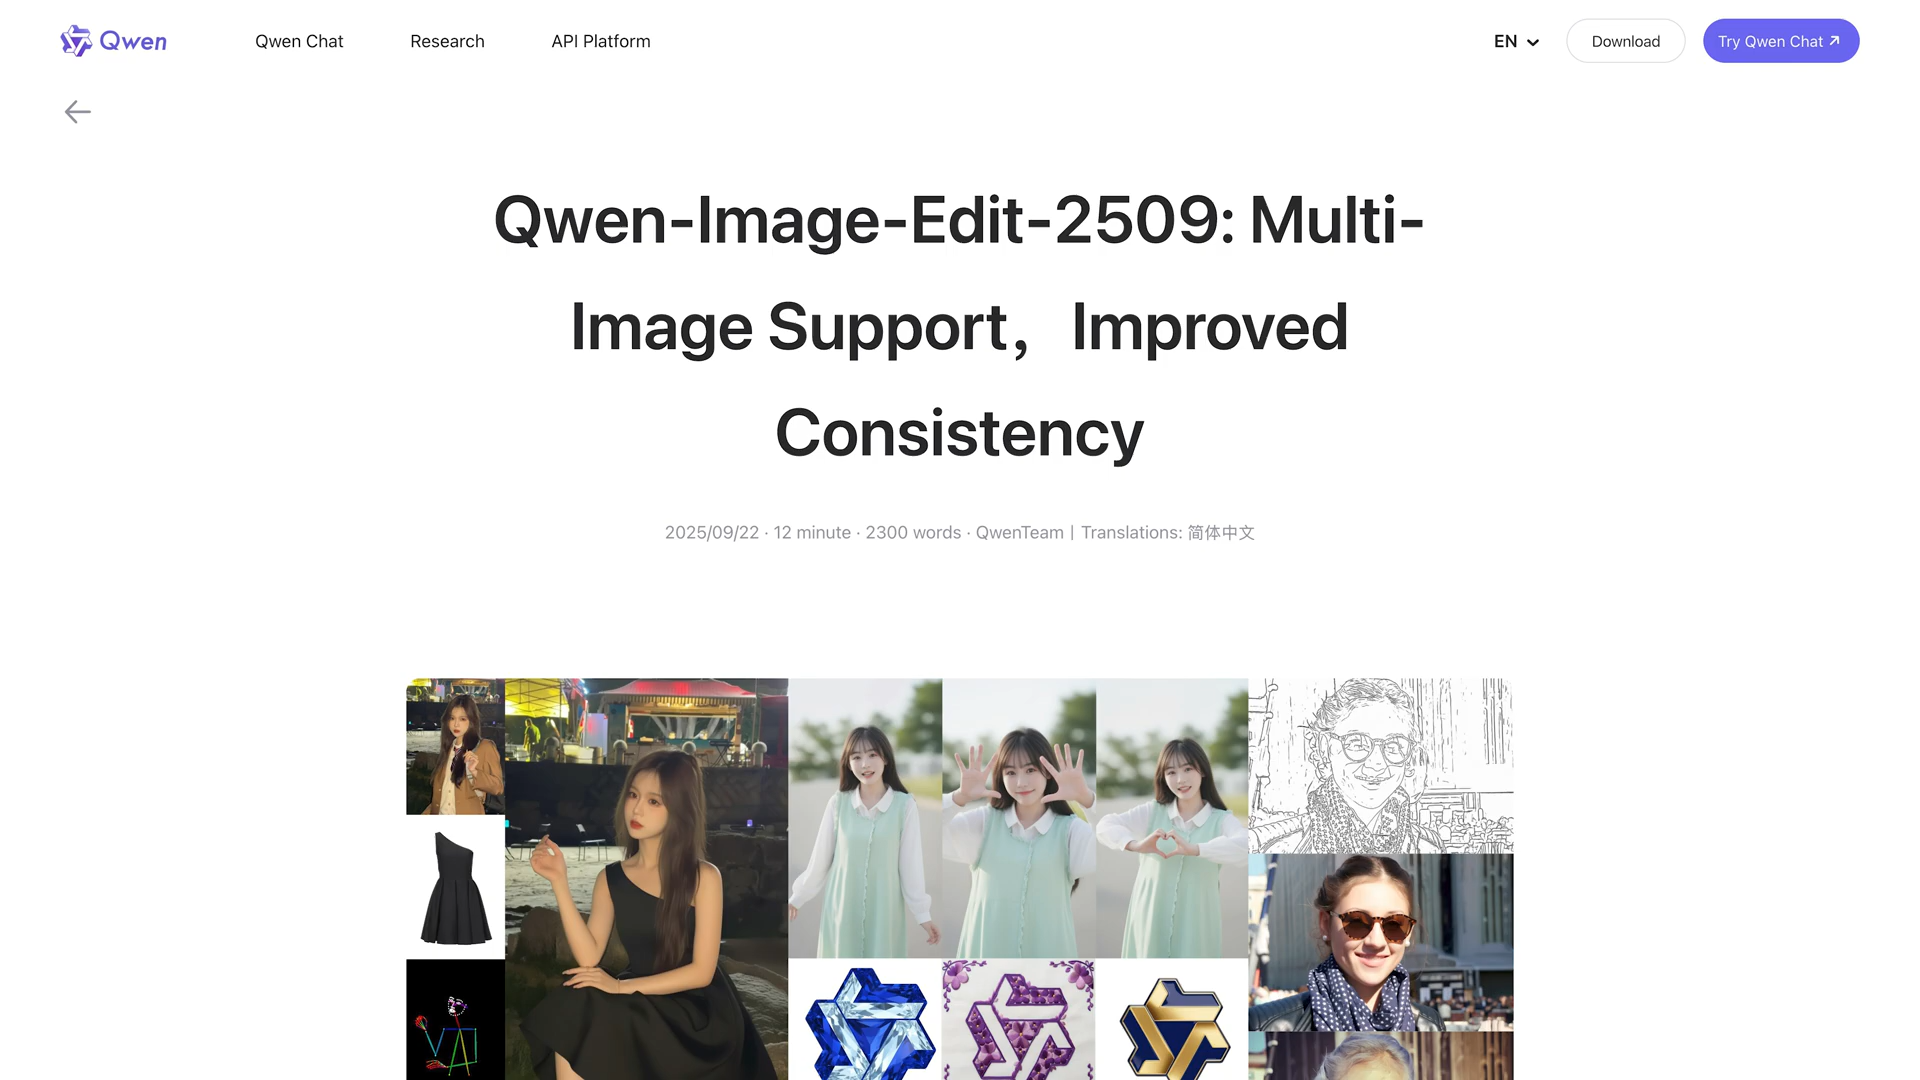 Qwen
Qwen Chat
Research
API Platform
EN
Download
Try Qwen Chat
Qwen-Image-Edit-2509: Multi-
Image Support，Improved
Consistency
2025/09/22 · 12 minute · 2300 words · QwenTeam | Translations: 简体中文